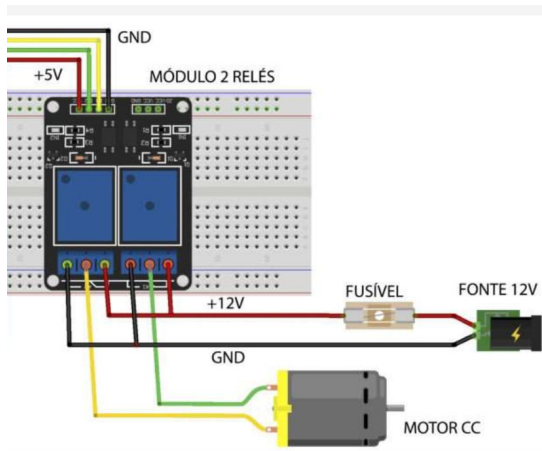 GND
+5V
MÓDULO 2 RELÉS
+12V
FUSÍVEL
FONTE 12V
GND
MOTOR CC